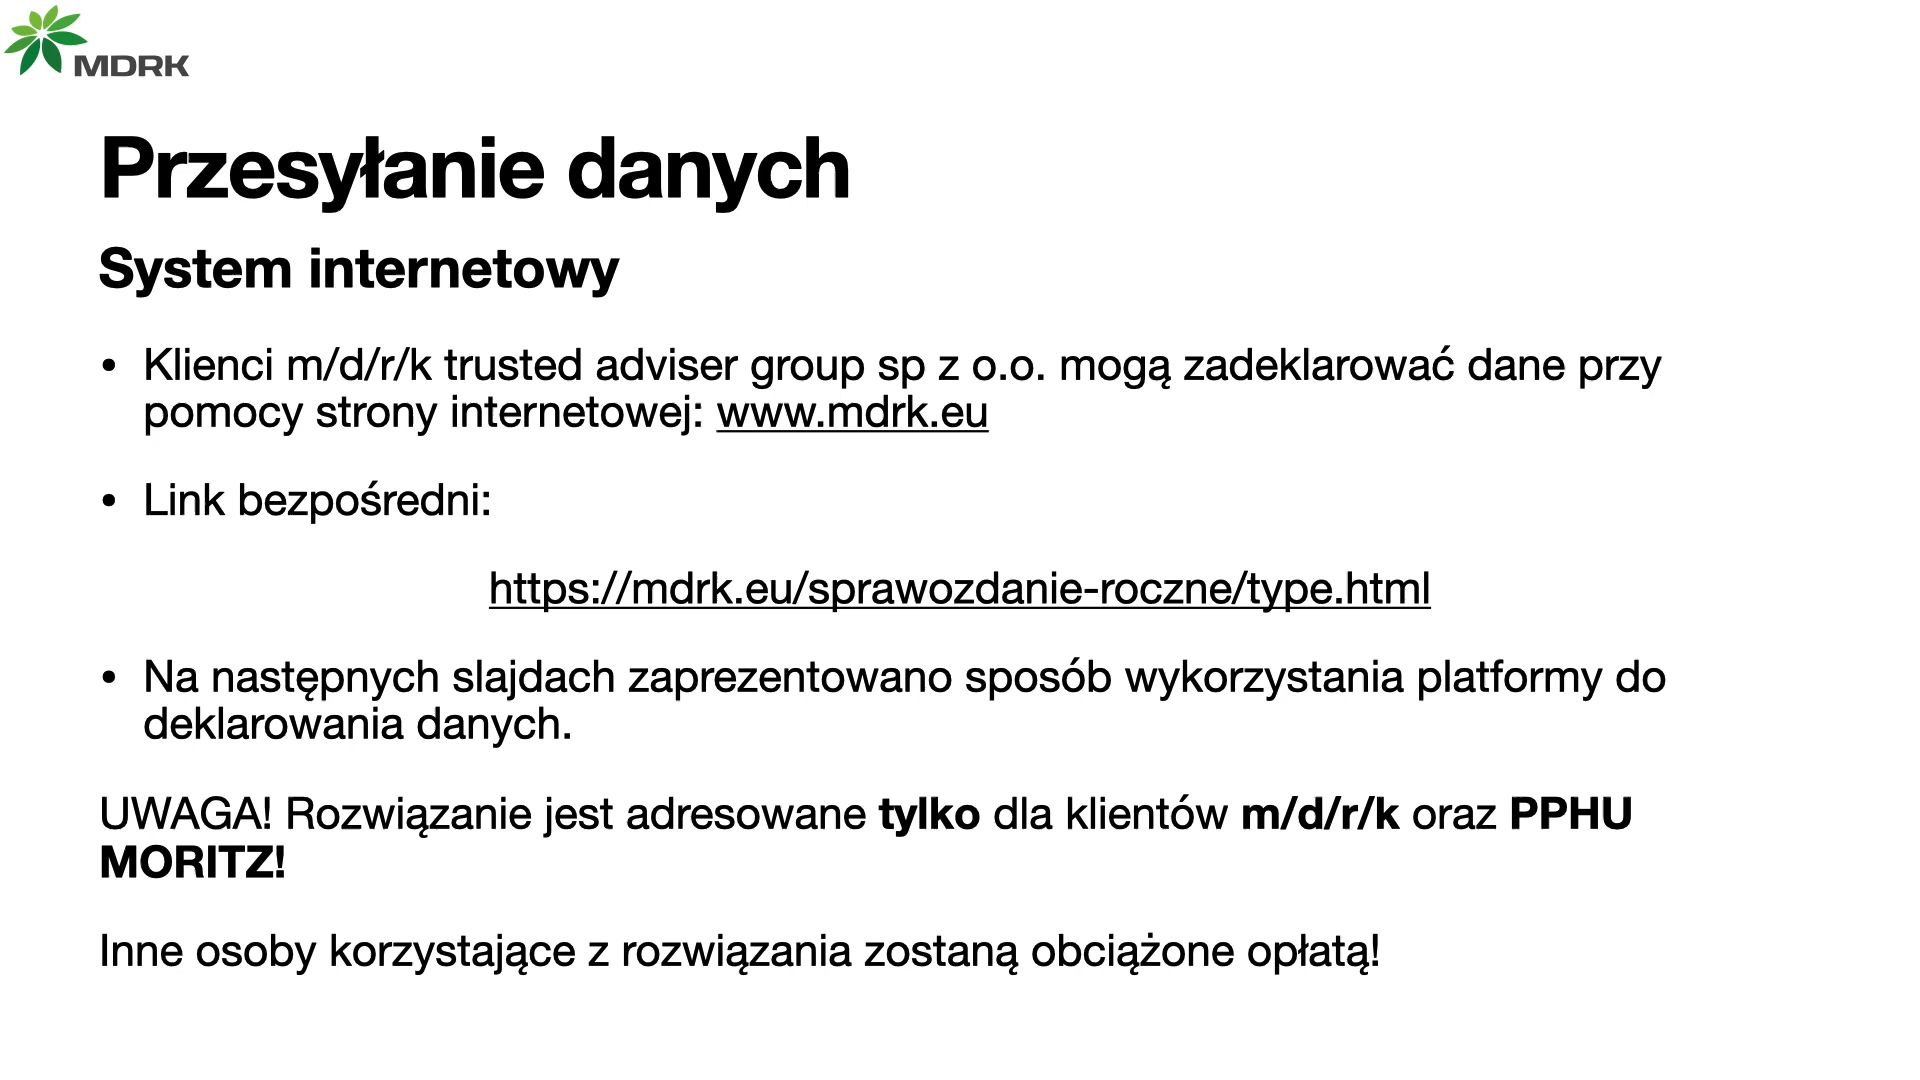 MDRK
Przesyłanie danych
System internetowy
• Klienci m/d/r/k trusted adviser group sp z o.o. mogą zadeklarować dane przy
pomocy strony internetowej: www.mdrk.eu
• Link bezpośredni:
https://mdrk.eu/sprawozdanie-roczne/type.html
• Na następnych slajdach zaprezentowano sposób wykorzystania platformy do
deklarowania danych.
UWAGA! Rozwiązanie jest adresowane tylko dla klientów m/d/r/k oraz PPHU
MORITZ!
Inne osoby korzystające z rozwiązania zostaną obciążone opłatą!